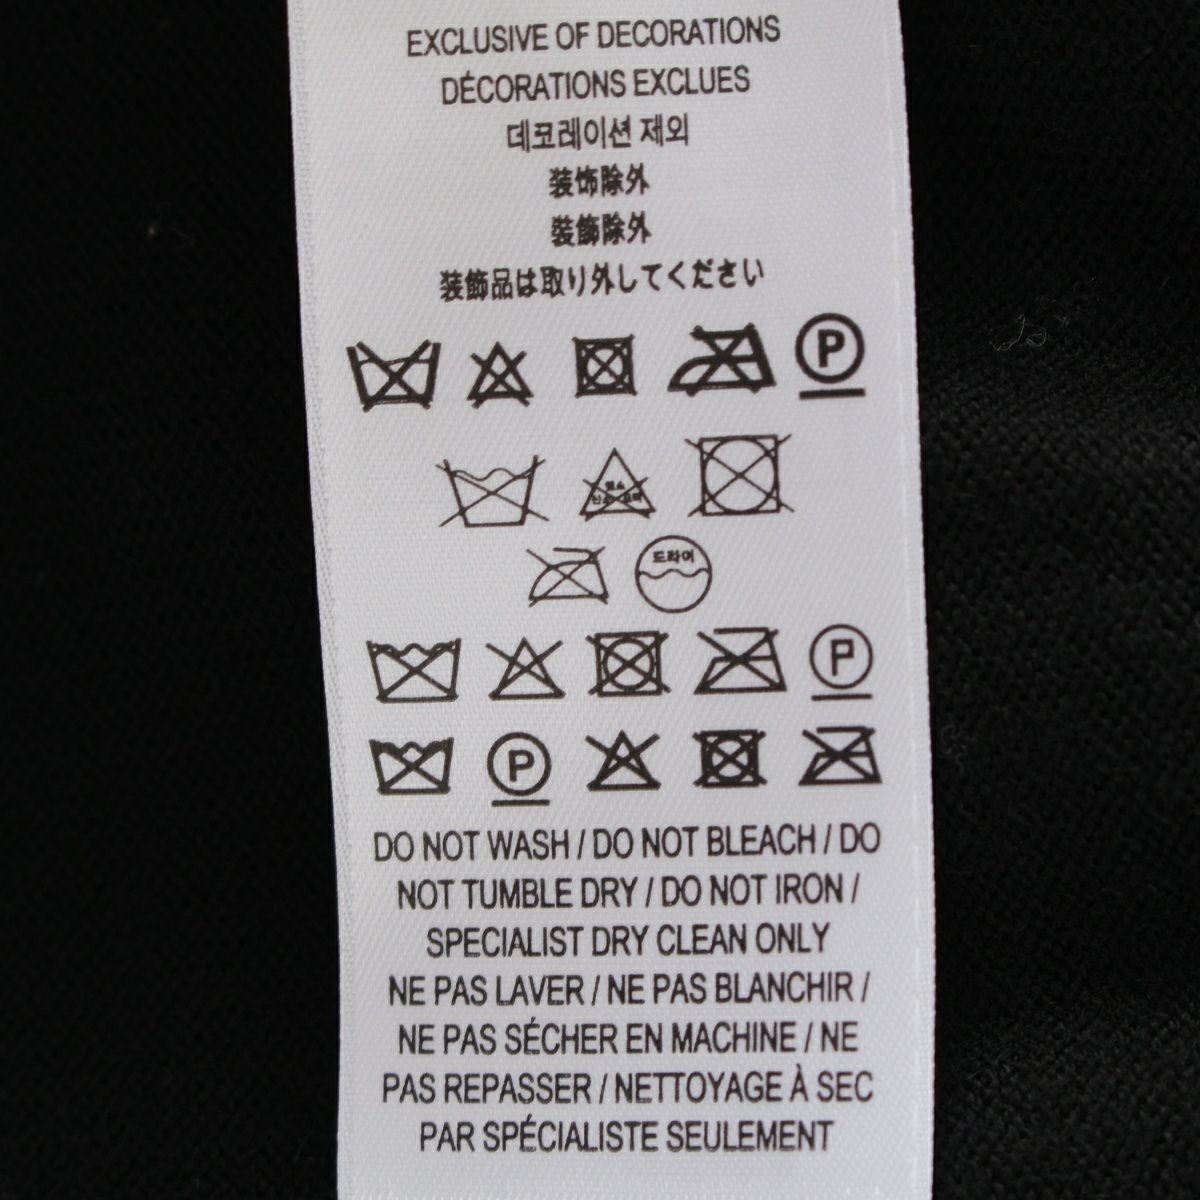 EXCLUSIVE OF DECORATIONS
DÉCORATIONS EXCLUES
데코레이션 제외
装饰除外
裝飾除外
装飾品は取り外してください
P
드라이
P
P
DO NOT WASH / DO NOT BLEACH / DO
NOT TUMBLE DRY / DO NOT IRON /
SPECIALIST DRY CLEAN ONLY
NE PAS LAVER / NE PAS BLANCHIR /
NE PAS SÉCHER EN MACHINE / NE
PAS REPASSER / NETTOYAGE À SEC
PAR SPÉCIALISTE SEULEMENT